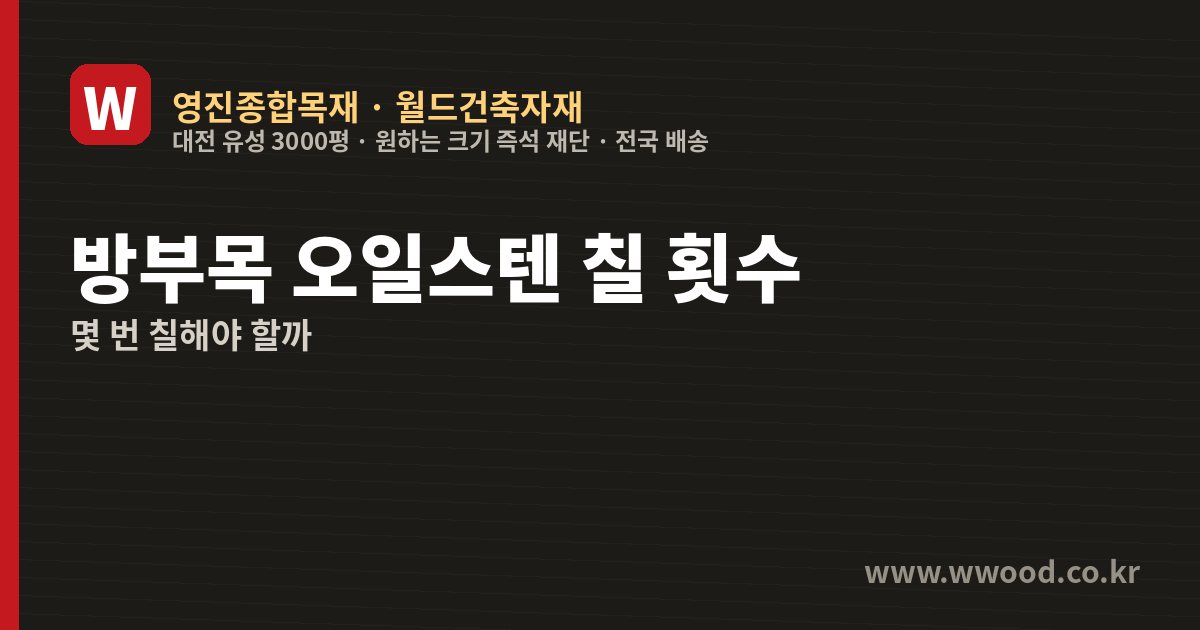 W
영진종합목재 · 월드건축자재
대전 유성 3000평 · 원하는 크기 즉석 재단 · 전국 배송
방부목 오일스텐 칠 횟수
몇 번 칠해야 할까
www.wwood.co.kr